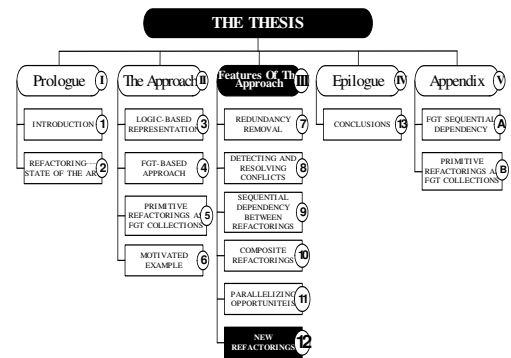 THE THESIS
Prologue I
The Approach II
Features Of The
Approach III
Epilogue IV
Appendix V
INTRODUCTION 1
REFACTORING—
STATE OF THE AR 2
LOGIC-BASED
REPRESENTATION 3
FGT-BASED
APPROACH 4
PRIMITIVE
REFACTORINGS AS
FGT COLLECTIONS 5
MOTIVATED
EXAMPLE 6
REDUNDANCY
REMOVAL 7
DETECTING AND
RESOLVING
CONFLICTS 8
SEQUENTIAL
DEPENDENCY
BETWEEN
REFACTORINGS 9
COMPOSITE
REFACTORINGS 10
PARALLELIZING
OPPORTUNITEIS 11
NEW
REFACTORINGS 12
CONCLUSIONS 13
FGT SEQUENTIAL
DEPENDENCY A
PRIMITIVE
REFACTORINGS AS
FGT COLLECTIONS B